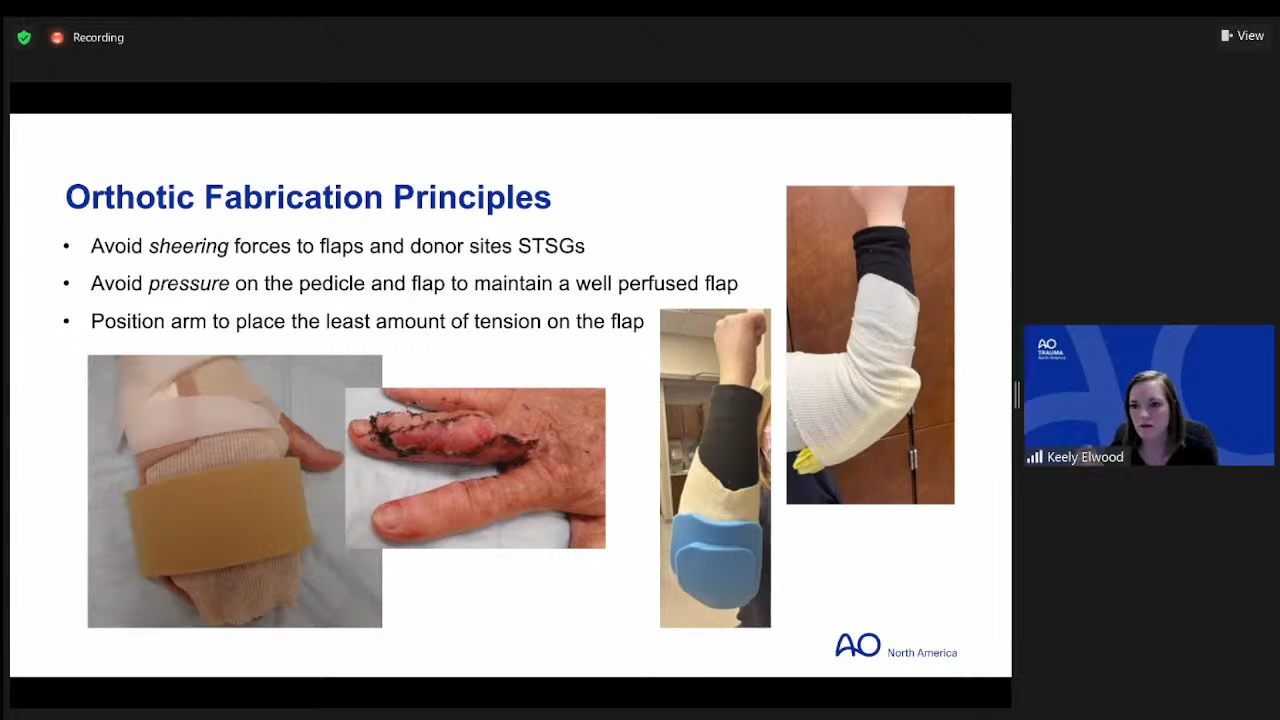 Recording
View
Orthotic Fabrication Principles
• Avoid sheering forces to flaps and donor sites STSGs
• Avoid pressure on the pedicle and flap to maintain a well perfused flap
• Position arm to place the least amount of tension on the flap
AO
TRAUMA
North America
Keely Elwood
AO North America